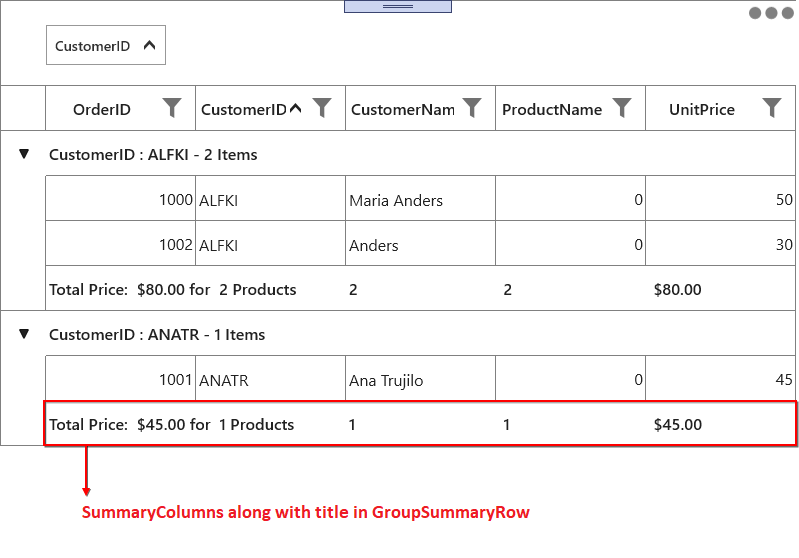 CustomerID
OrderID CustomerID CustomerNam ProductName UnitPrice
CustomerID : ALFKI - 2 Items
1000 ALFKI Maria Anders 0 50
1002 ALFKI Anders 0 30
Total Price: $80.00 for 2 Products 2 2 $80.00
CustomerID : ANATR - 1 Items
1001 ANATR Ana Trujilo 0 45
Total Price: $45.00 for 1 Products 1 1 $45.00
SummaryColumns along with title in GroupSummaryRow